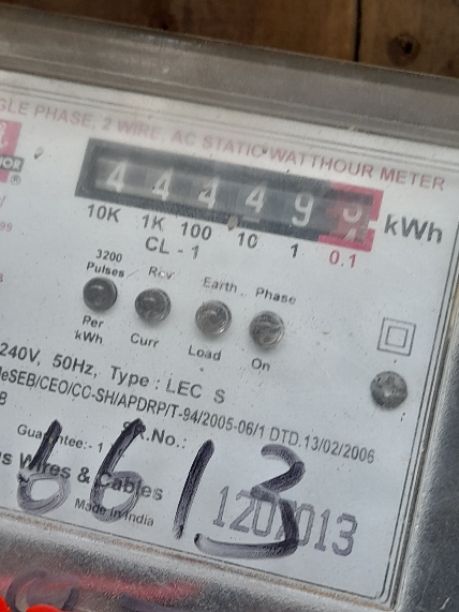 GLE PHASE, 2 WIRE, AC STATIC WATTHOUR METER
®
4 4 4 4 9 kWh
10K 1K 100 10 1 0.1
CL - 1
3200 Pulses Rev Earth Phase
Per kWh Curr Load On
240V, 50Hz, Type : LEC S
eSEB/CEO/CC-SH/APDRP/T-94/2005-06/1 DTD.13/02/2006
Guarantee:- 1 SR.No.:
s Wires & Cables
Made in India
6613